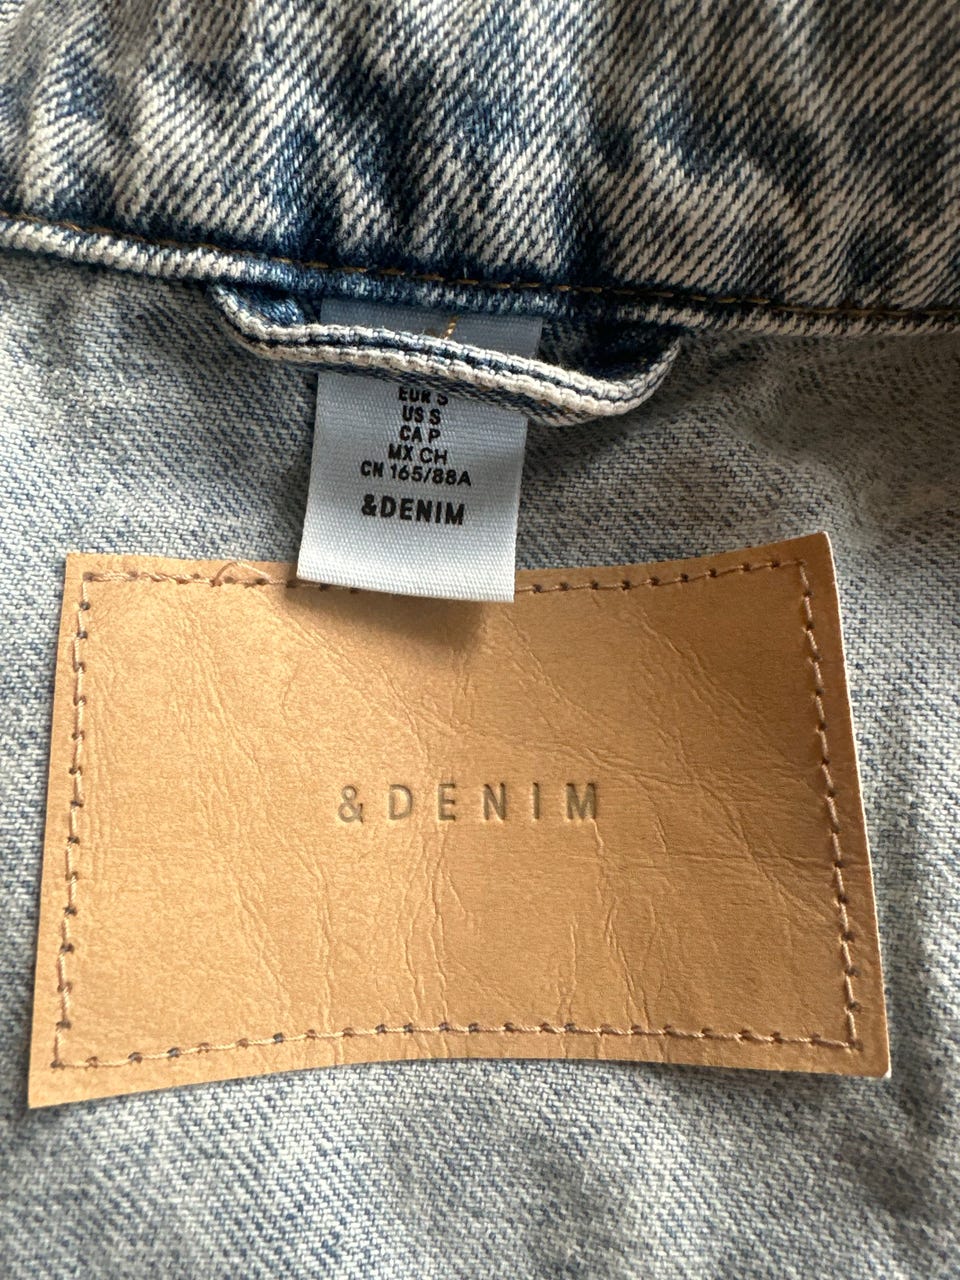 EUR S
US S
CA P
MX CH
CN 165/88A
&DENIM
&DENIM